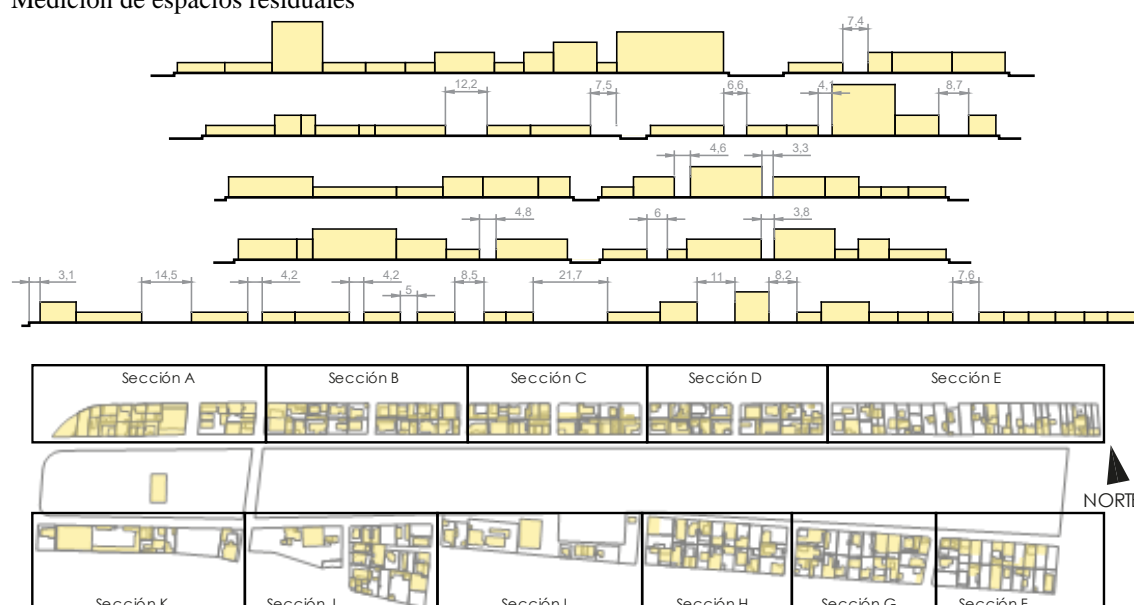 Medición de espacios residuales
7,4
12,2 7,5 6,6 4,1 8,7
4,6 3,3
4,8 6 3,8
3,1 14,5 4,2 4,2 5 8,5 21,7 11 8,2 7,6
Sección A Sección B Sección C Sección D Sección E
NORTE
Sección K Sección J Sección I Sección H Sección G Sección F